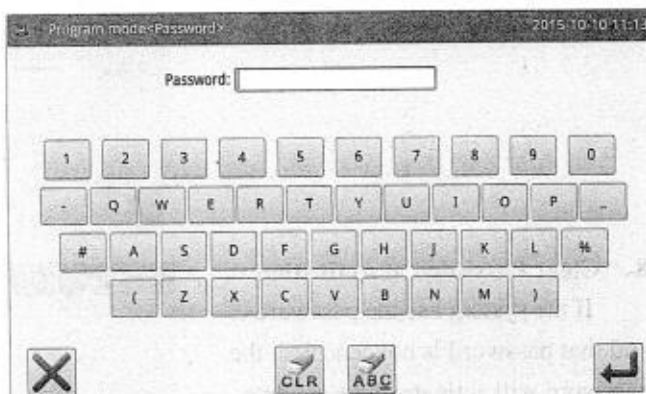 Program mode<Password> 2015-10-10 11:13
Password:
1 2 3 4 5 6 7 8 9 0
- Q W E R T Y U I O P _
# A S D F G H J K L %
( Z X C V B N M )
CLR ABC